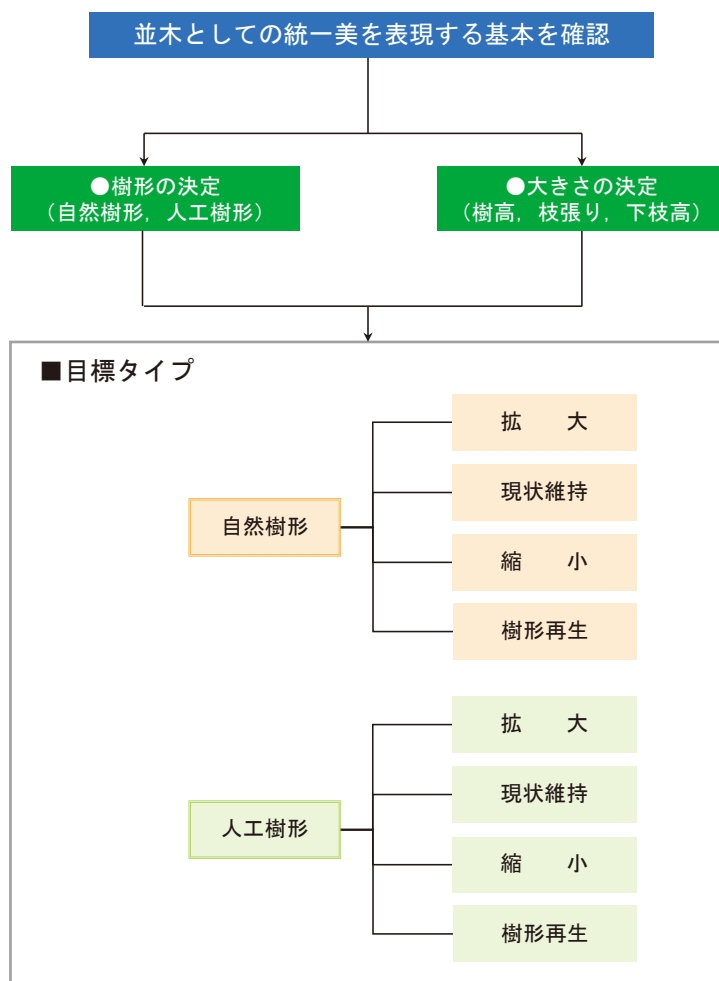 並木としての統一美を表現する基本を確認
●樹形の決定
（自然樹形，人工樹形）
●大きさの決定
（樹高，枝張り，下枝高）
■目標タイプ
自然樹形
拡　大
現状維持
縮　小
樹形再生
人工樹形
拡　大
現状維持
縮　小
樹形再生